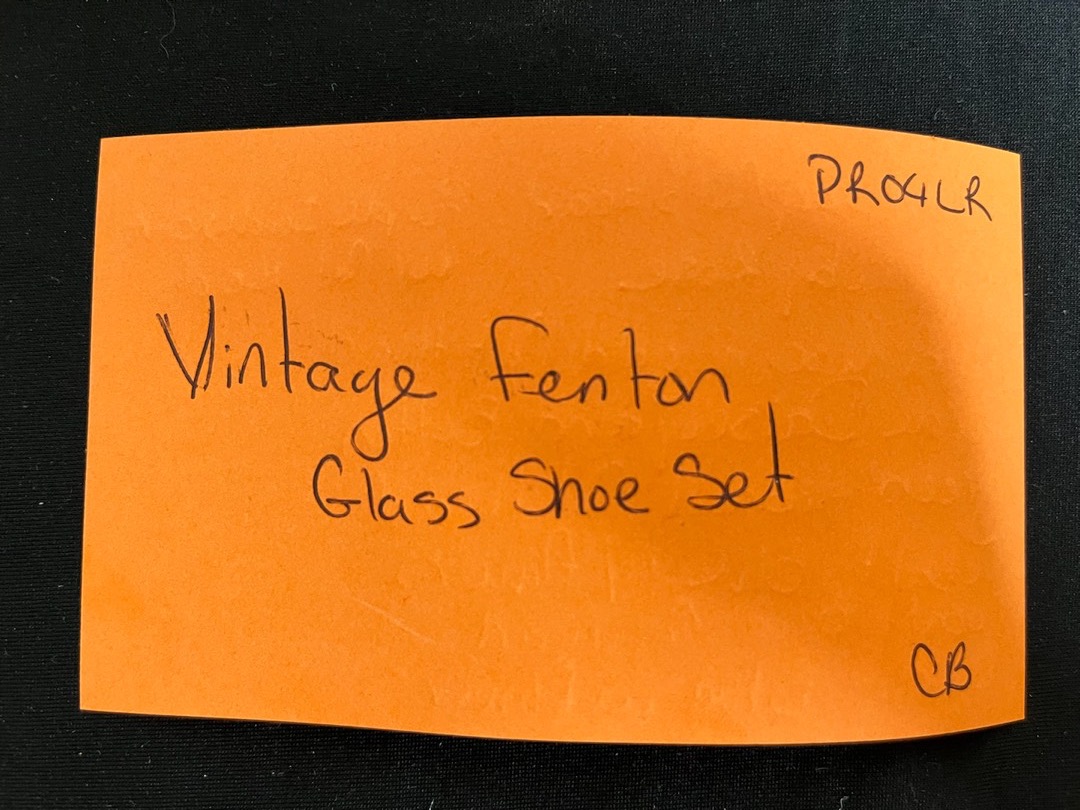 PR04LR
Vintage Fenton
Glass Shoe Set
CB